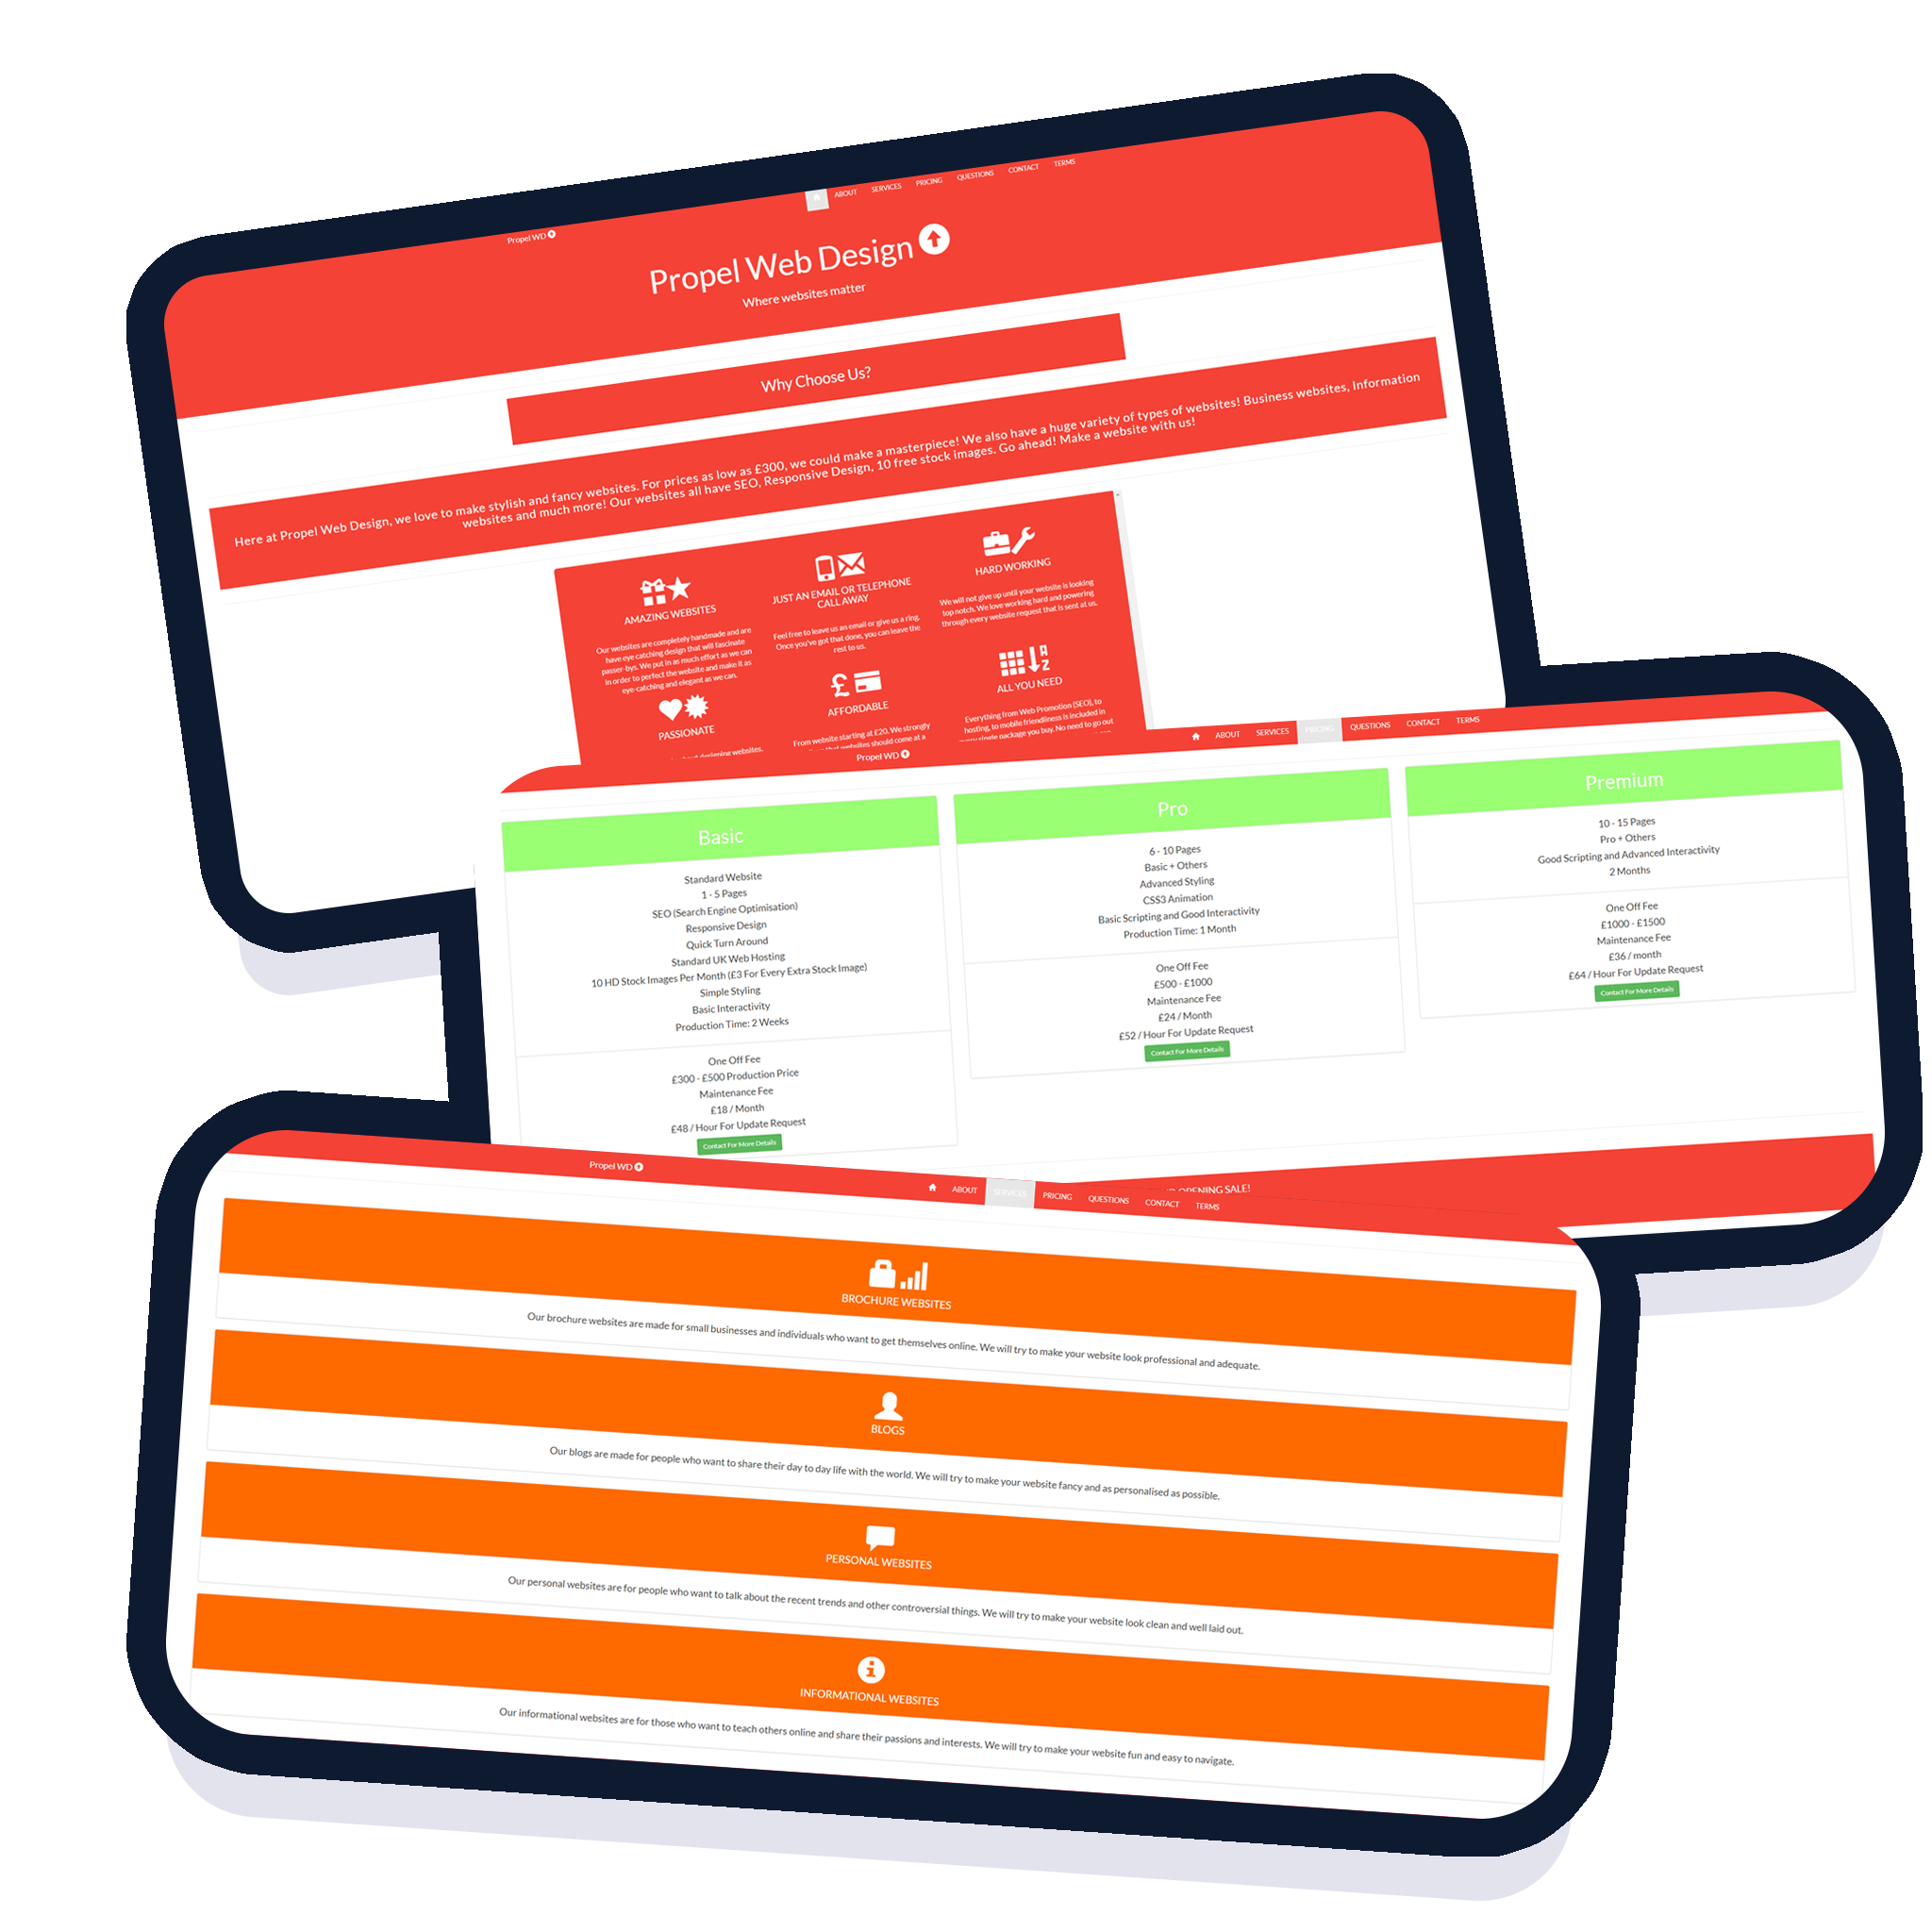 ABOUT SERVICES PRICING QUESTIONS CONTACT TERMS
Propel WD
Propel Web Design
Where websites matter
Why Choose Us?
Here at Propel Web Design, we love to make stylish and fancy websites. For prices as low as £300, we could make a masterpiece! We also have a huge variety of types of websites! Business websites, Information
websites and much more! Our websites all have SEO, Responsive Design, 10 free stock images. Go ahead! Make a website with us!
AMAZING WEBSITES
Our websites are completely handmade and are
have eye catching design that will fascinate
passer-bys. We put in as much effort as we can
in order to perfect the website and make it as
eye-catching and elegant as we can.
JUST AN EMAIL OR TELEPHONE
CALL AWAY
Feel free to leave us an email or give us a ring.
Once you've got that done, you can leave the
rest to us.
HARD WORKING
We will not give up until your website is looking
top notch. We love working hard and powering
through every website request that is sent at us.
PASSIONATE
designing websites.
£
AFFORDABLE
From website starting at £20. We strongly
that websites should come at a
A
Z
ALL YOU NEED
Everything from Web Promotion (SEO), to
hosting, to mobile friendliness is included in
every single package you buy. No need to go out
Propel WD
ABOUT SERVICES PRICING QUESTIONS CONTACT TERMS
Basic
Standard Website
1 - 5 Pages
SEO (Search Engine Optimisation)
Responsive Design
Quick Turn Around
Standard UK Web Hosting
10 HD Stock Images Per Month (£3 For Every Extra Stock Image)
Simple Styling
Basic Interactivity
Production Time: 2 Weeks
One Off Fee
£300 - £500 Production Price
Maintenance Fee
£18 / Month
£48 / Hour For Update Request
Contact For More Details
Pro
6 - 10 Pages
Basic + Others
Advanced Styling
CSS3 Animation
Basic Scripting and Good Interactivity
Production Time: 1 Month
One Off Fee
£500 - £1000
Maintenance Fee
£24 / Month
£52 / Hour For Update Request
Contact For More Details
Premium
10 - 15 Pages
Pro + Others
Good Scripting and Advanced Interactivity
2 Months
One Off Fee
£1000 - £1500
Maintenance Fee
£36 / month
£64 / Hour For Update Request
Contact For More Details
OPENING SALE!
Propel WD
ABOUT SERVICES PRICING QUESTIONS CONTACT TERMS
BROCHURE WEBSITES
Our brochure websites are made for small businesses and individuals who want to get themselves online. We will try to make your website look professional and adequate.
BLOGS
Our blogs are made for people who want to share their day to day life with the world. We will try to make your website fancy and as personalised as possible.
PERSONAL WEBSITES
Our personal websites are for people who want to talk about the recent trends and other controversial things. We will try to make your website look clean and well laid out.
INFORMATIONAL WEBSITES
Our informational websites are for those who want to teach others online and share their passions and interests. We will try to make your website fun and easy to navigate.